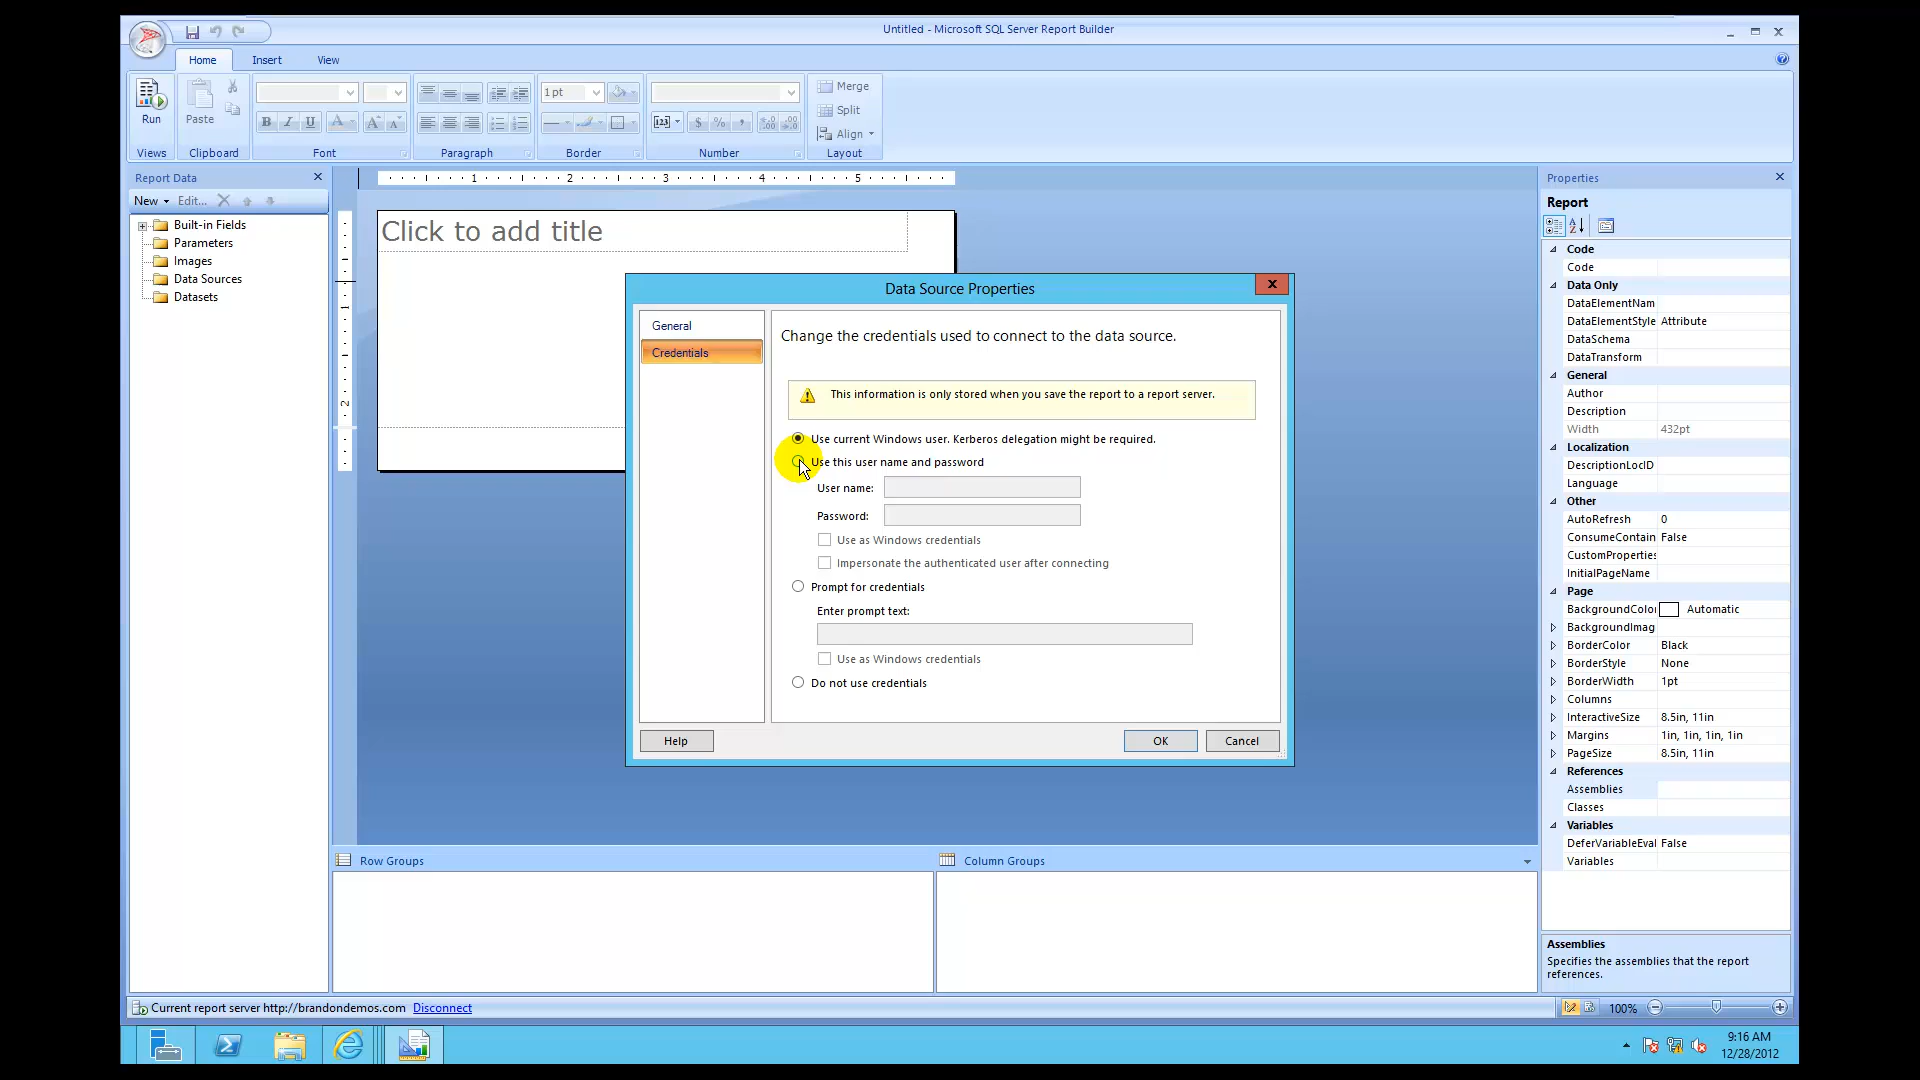 Untitled - Microsoft SQL Server Report Builder
Home Insert View
Run
Paste
1 pt
B I U A A A
[123] $ % ,
Merge
Split
Align
Views Clipboard Font Paragraph Border Number Layout
Report Data
New Edit...
Built-in Fields
Parameters
Images
Data Sources
Datasets
1 2 3 4 5
1
2
Click to add title
Data Source Properties
General
Credentials
Change the credentials used to connect to the data source.
This information is only stored when you save the report to a report server.
Use current Windows user. Kerberos delegation might be required.
Use this user name and password
User name:
Password:
Use as Windows credentials
Impersonate the authenticated user after connecting
Prompt for credentials
Enter prompt text:
Use as Windows credentials
Do not use credentials
Help OK Cancel
Properties
Report
Code
Code
Data Only
DataElementNam
DataElementStyle Attribute
DataSchema
DataTransform
General
Author
Description
Width 432pt
Localization
DescriptionLocID
Language
Other
AutoRefresh 0
ConsumeContain False
CustomProperties
InitialPageName
Page
BackgroundColo Automatic
BackgroundImag
BorderColor Black
BorderStyle None
BorderWidth 1pt
Columns
InteractiveSize 8.5in, 11in
Margins 1in, 1in, 1in, 1in
PageSize 8.5in, 11in
References
Assemblies
Classes
Variables
DeferVariableEval False
Variables
Assemblies
Specifies the assemblies that the report
references.
Row Groups Column Groups
Current report server http://brandondemos.com Disconnect
100%
9:16 AM
12/28/2012